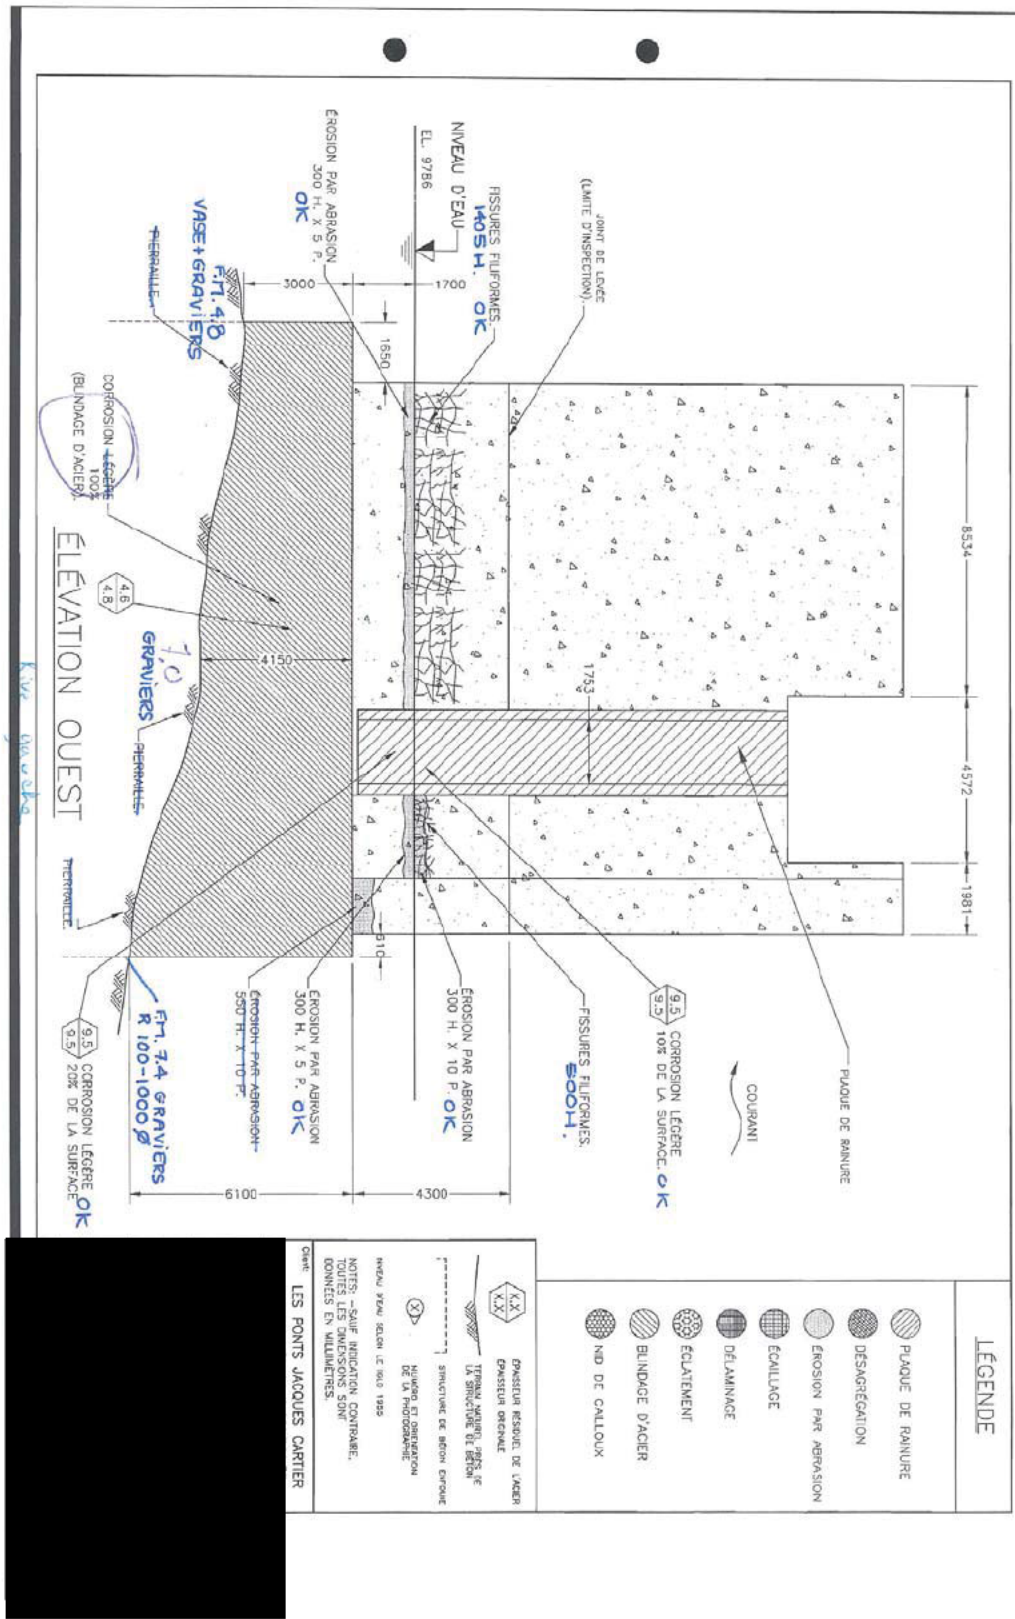 8534
4572
1981
JOINT DE LEVÉE
(LIMITE D'INSPECTION).
PLAQUE DE RAINURE
COURANT
FISSURES FILIFORMES.
1405H. OK
1753
9.5
9.5
CORROSION LÉGÈRE
10% DE LA SURFACE. OK
NIVEAU D'EAU
EL. 9786
1700
FISSURES FILIFORMES.
500H.
ÉROSION PAR ABRASION
300 H. X 10 P. OK
4300
ÉROSION PAR ABRASION
300 H. X 5 P.
OK
1650
3000
610
ÉROSION PAR ABRASION
300 H. X 5 P. OK
ÉROSION PAR ABRASION
550 H. X 10 P.
F.M. 4.8
VASE+GRAVIERS
PIERRAILLE
4150
6100
7,0
GRAVIERS
PIERRAILLE
F.M. 7.4 GRAVIERS
R 100-1000 Ø
CORROSION LÉGÈRE
100%
(BLINDAGE D'ACIER).
4.6
4.8
PIERRAILLE
9.5
9.5
CORROSION LÉGÈRE OK
20% DE LA SURFACE
ÉLÉVATION OUEST
Rive gauche
LÉGENDE
PLAQUE DE RAINURE
DÉSAGRÉGATION
ÉROSION PAR ABRASION
ÉCAILLAGE
DÉLAMINAGE
ÉCLATEMENT
BLINDAGE D'ACIER
NID DE CAILLOUX
X.X
X.X
ÉPAISSEUR RÉSIDUEL DE L'ACIER
ÉPAISSEUR ORIGINALE
TERRAIN NATUREL PRÈS DE
LA STRUCTURE DE BÉTON
STRUCTURE DE BÉTON ENFOUIE
X
NUMÉRO ET ORIENTATION
DE LA PHOTOGRAPHIE
NIVEAU D'EAU SELON LE
1985
NOTES: -SAUF INDICATION CONTRAIRE,
TOUTES LES DIMENSIONS SONT
DONNÉES EN MILLIMÈTRES.
Client:
LES PONTS JACQUES CARTIER